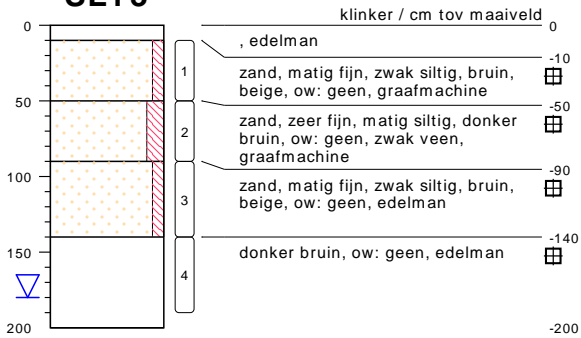 klinker / cm tov maaiveld
0
0
, edelman
-10
1
zand, matig fijn, zwak siltig, bruin,
beige, ow: geen, graafmachine
50
-50
2
zand, zeer fijn, matig siltig, donker
bruin, ow: geen, zwak veen,
graafmachine
-90
100
3
zand, matig fijn, zwak siltig, bruin,
beige, ow: geen, edelman
-140
150
4
donker bruin, ow: geen, edelman
200
-200